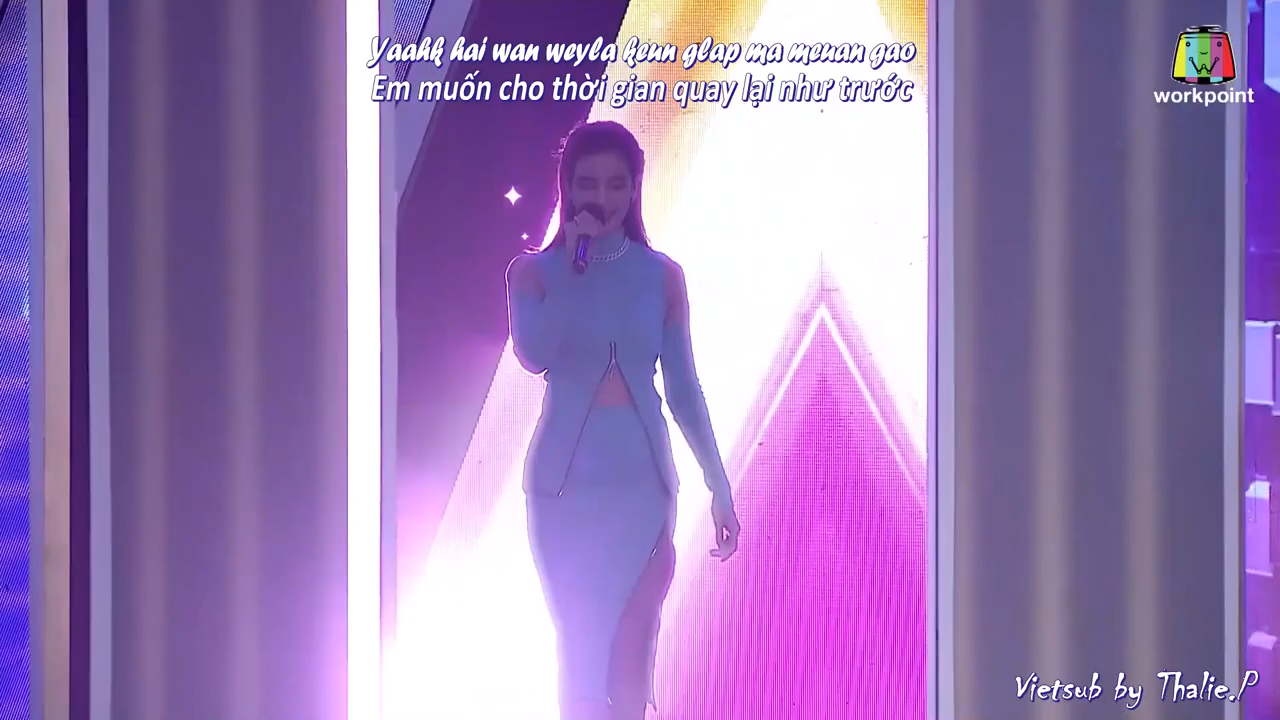 Yaahk hai wan weyla keun glap ma meuan gao
Em muốn cho thời gian quay lại như trước
workpoint
Vietsub by Thalie.P